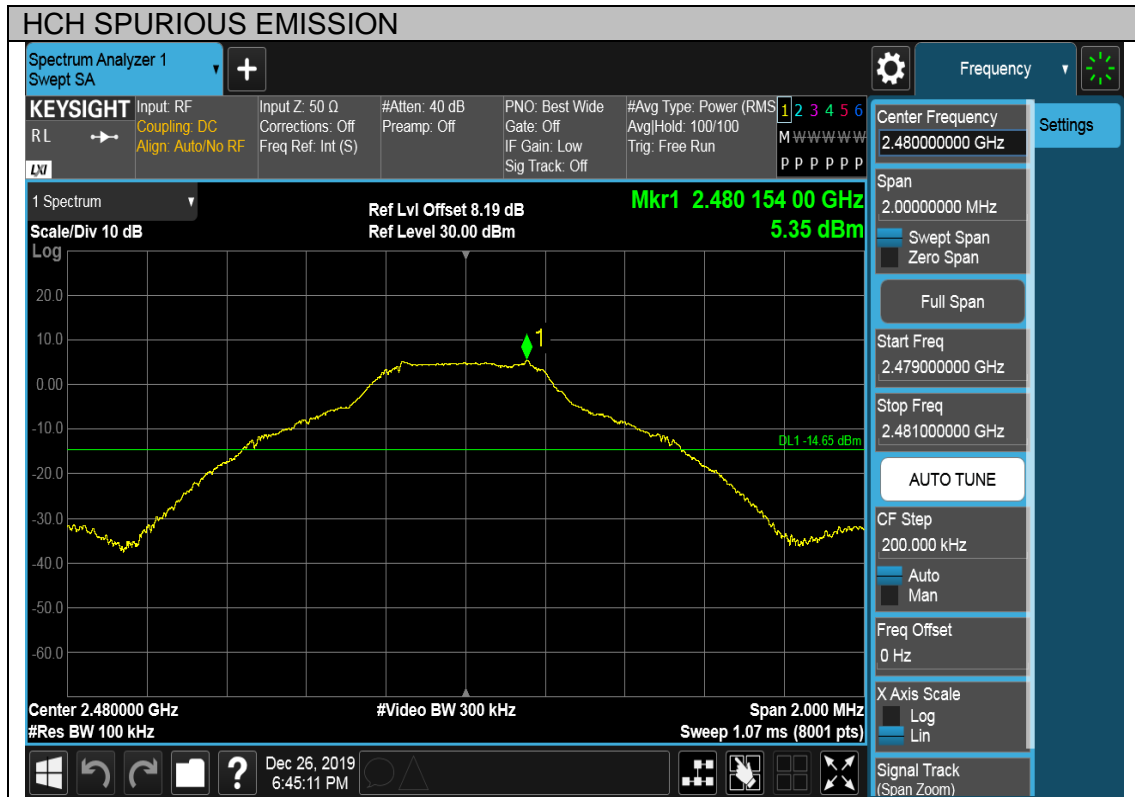 HCH SPURIOUS EMISSION
Spectrum Analyzer 1
Swept SA
Frequency
KEYSIGHT
R L
LXI
Input: RF
Coupling: DC
Align: Auto/No RF
Input Z: 50 Ω
Corrections: Off
Freq Ref: Int (S)
#Atten: 40 dB
Preamp: Off
PNO: Best Wide
Gate: Off
IF Gain: Low
Sig Track: Off
#Avg Type: Power (RMS
Avg|Hold: 100/100
Trig: Free Run
1 2 3 4 5 6
M W W W W W
P P P P P P
1 Spectrum
Scale/Div 10 dB
Log
Ref Lvl Offset 8.19 dB
Ref Level 30.00 dBm
Mkr1 2.480 154 00 GHz
5.35 dBm
20.0
10.0
0.00
-10.0
-20.0
-30.0
-40.0
-50.0
-60.0
1
DL1 -14.65 dBm
Center 2.480000 GHz
#Res BW 100 kHz
#Video BW 300 kHz
Span 2.000 MHz
Sweep 1.07 ms (8001 pts)
Dec 26, 2019
6:45:11 PM
Center Frequency
2.480000000 GHz
Settings
Span
2.00000000 MHz
Swept Span
Zero Span
Full Span
Start Freq
2.479000000 GHz
Stop Freq
2.481000000 GHz
AUTO TUNE
CF Step
200.000 kHz
Auto
Man
Freq Offset
0 Hz
X Axis Scale
Log
Lin
Signal Track
(Span Zoom)